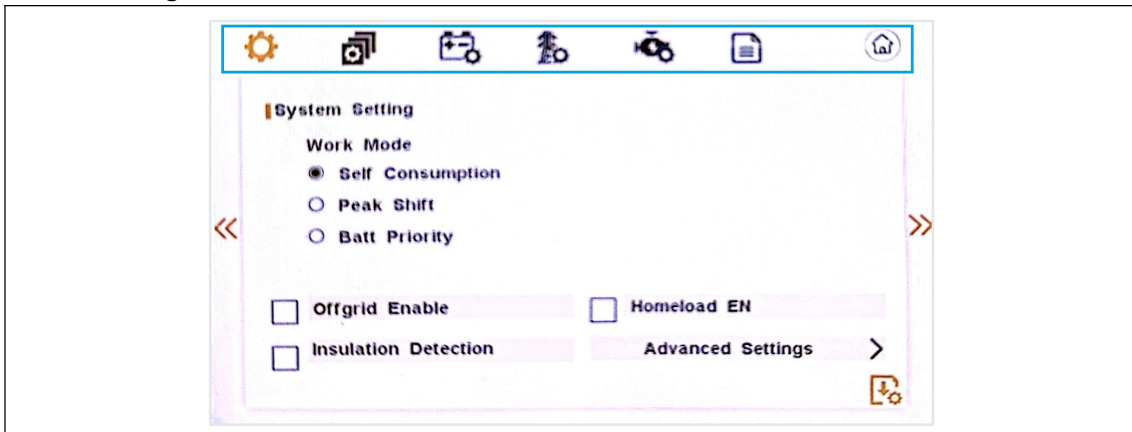 System Setting
Work Mode
Self Consumption
Peak Shift
Batt Priority
Offgrid Enable
Homeload EN
Insulation Detection
Advanced Settings